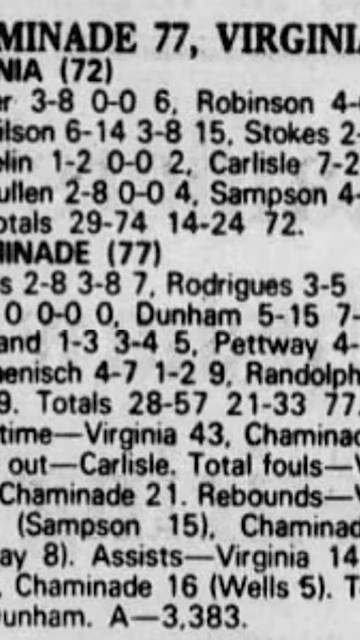 MINADE 77, VIRGINIA
NIA (72)
er 3-8 0-0 6, Robinson 4-
ilson 6-14 3-8 15, Stokes 2-
elin 1-2 0-0 2, Carlisle 7-2
ullen 2-8 0-0 4, Sampson 4-
otals 29-74 14-24 72.
MINADE (77)
s 2-8 3-8 7, Rodrigues 3-5
0 0-0 0, Dunham 5-15 7-
and 1-3 3-4 5, Pettway 4-
enisch 4-7 1-2 9, Randolph
9. Totals 28-57 21-33 77.
time—Virginia 43, Chaminad
out—Carlisle. Total fouls—V
Chaminade 21. Rebounds—V
(Sampson 15), Chaminad
ay 8). Assists—Virginia 14
, Chaminade 16 (Wells 5). T
Dunham. A—3,383.